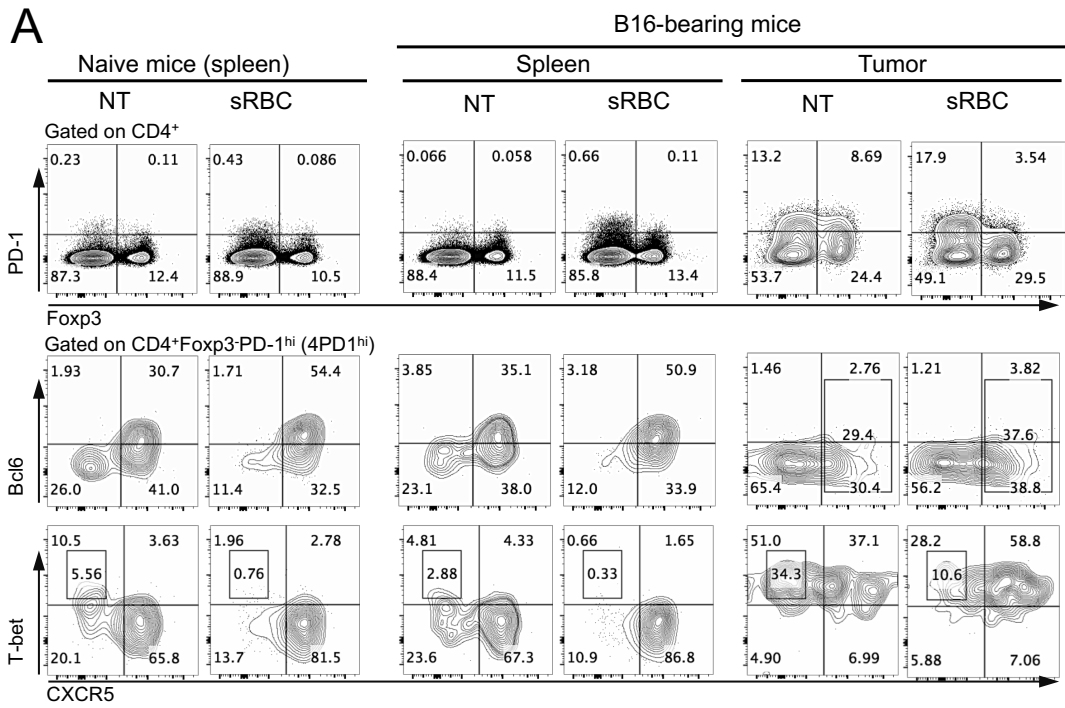 A
B16-bearing mice
Naive mice (spleen) Spleen Tumor
NT sRBC NT sRBC NT sRBC
Gated on CD4⁺
0.23 0.11 0.43 0.086 0.066 0.058 0.66 0.11 13.2 8.69 17.9 3.54
PD-1
87.3 12.4 88.9 10.5 88.4 11.5 85.8 13.4 53.7 24.4 49.1 29.5
Foxp3
Gated on CD4⁺Foxp3⁻PD-1ʰⁱ (4PD1ʰⁱ)
1.93 30.7 1.71 54.4 3.85 35.1 3.18 50.9 1.46 2.76 1.21 3.82
29.4 37.6
Bcl6
26.0 41.0 11.4 32.5 23.1 38.0 12.0 33.9 65.4 30.4 56.2 38.8
10.5 3.63 1.96 2.78 4.81 4.33 0.66 1.65 51.0 37.1 28.2 58.8
5.56 0.76 2.88 0.33 34.3 10.6
T-bet
20.1 65.8 13.7 81.5 23.6 67.3 10.9 86.8 4.90 6.99 5.88 7.06
CXCR5